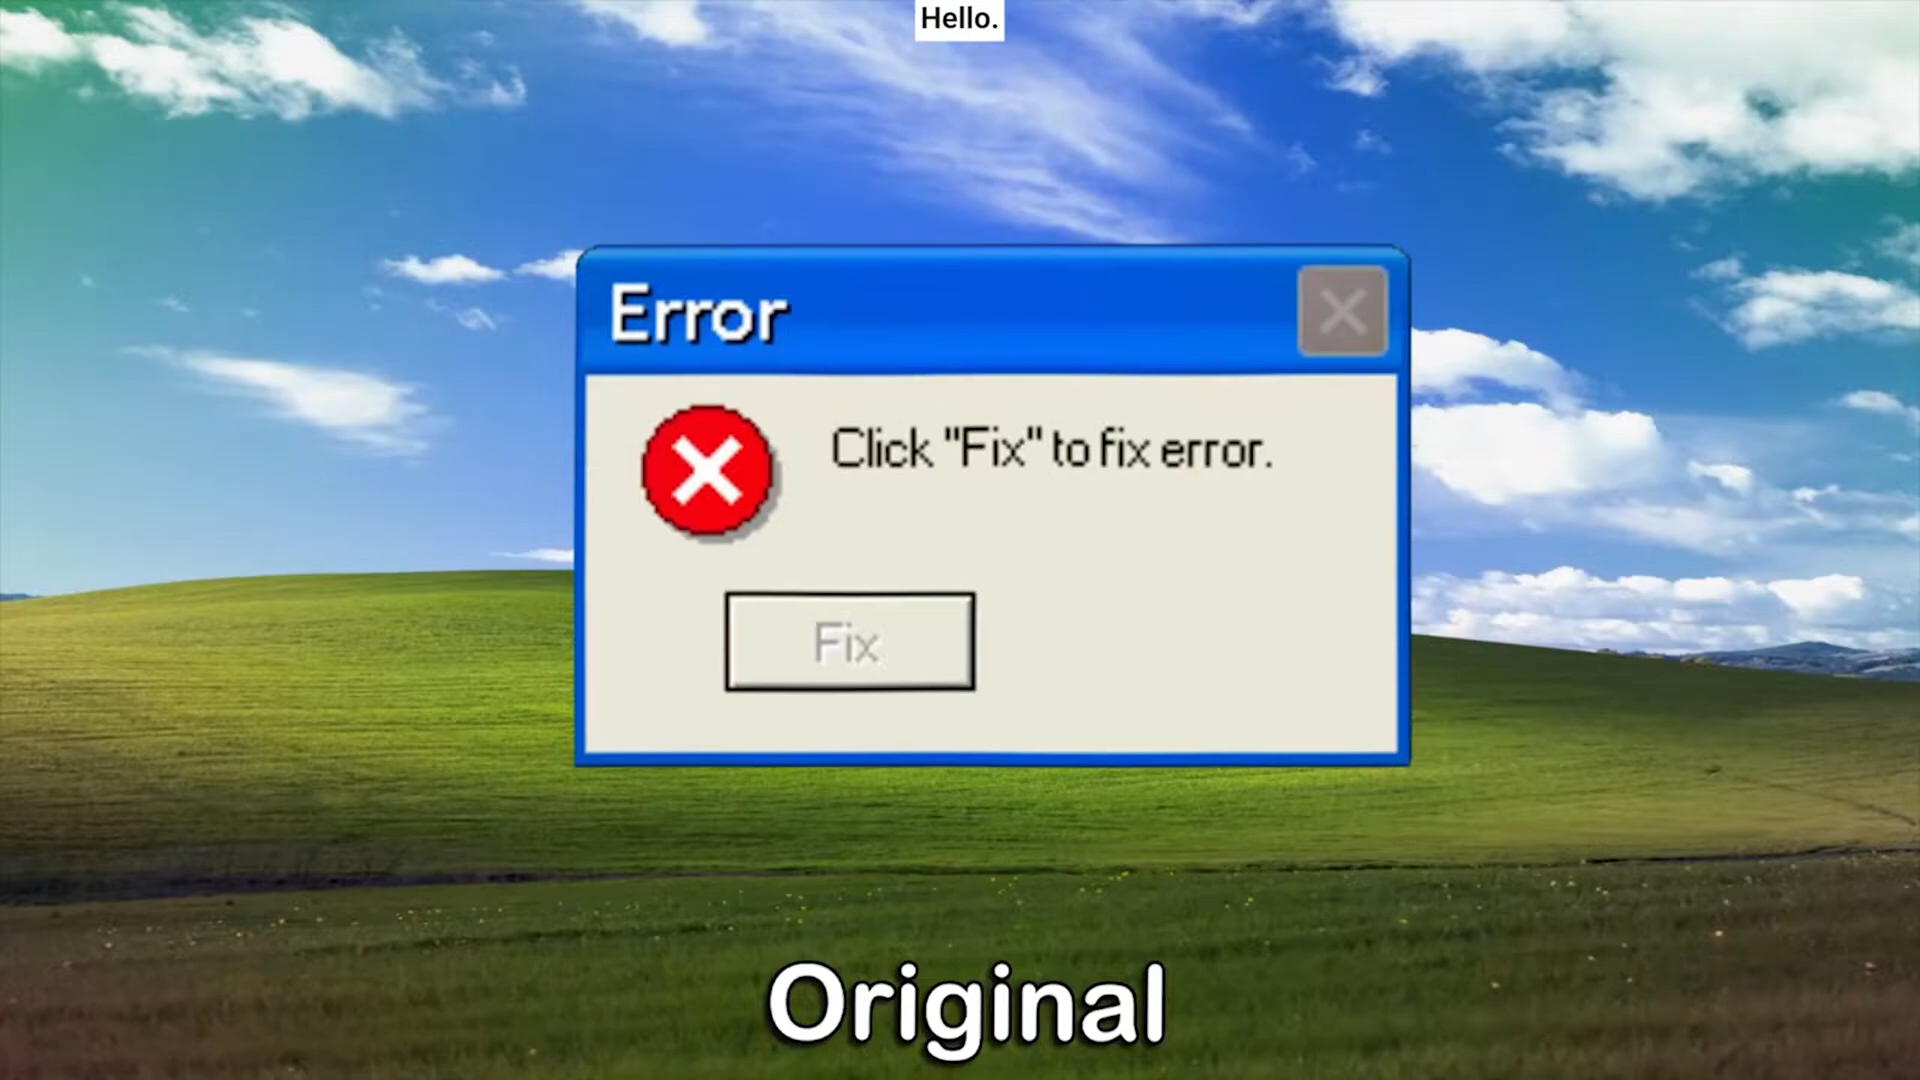 Hello.
Error
Click "Fix" to fix error.
Fix
Original